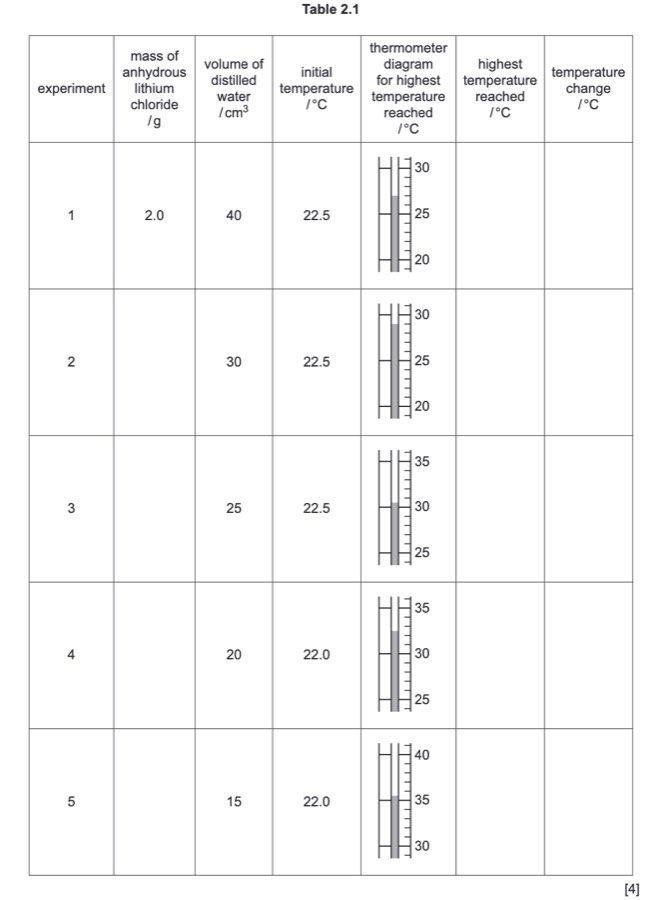 Table 2.1
experiment
mass of
anhydrous
lithium
chloride
/g
volume of
distilled
water
/cm³
initial
temperature
/°C
thermometer
diagram
for highest
temperature
reached
/°C
highest
temperature
reached
/°C
temperature
change
/°C
1
2.0
40
22.5
30
25
20
2
30
22.5
30
25
20
3
25
22.5
35
30
25
4
20
22.0
35
30
25
5
15
22.0
40
35
30
[4]